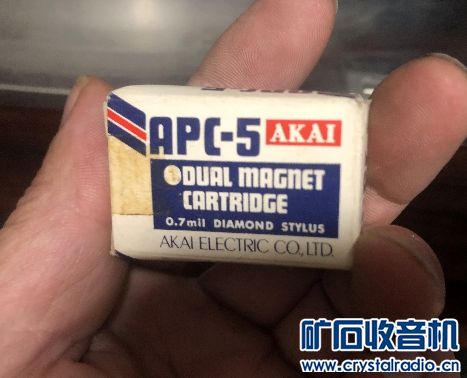 APC-5 AKAI
DUAL MAGNET
CARTRIDGE
0.7mil DIAMOND STYLUS
AKAI ELECTRIC CO., LTD.
矿石收音机
www.crystalradio.cn